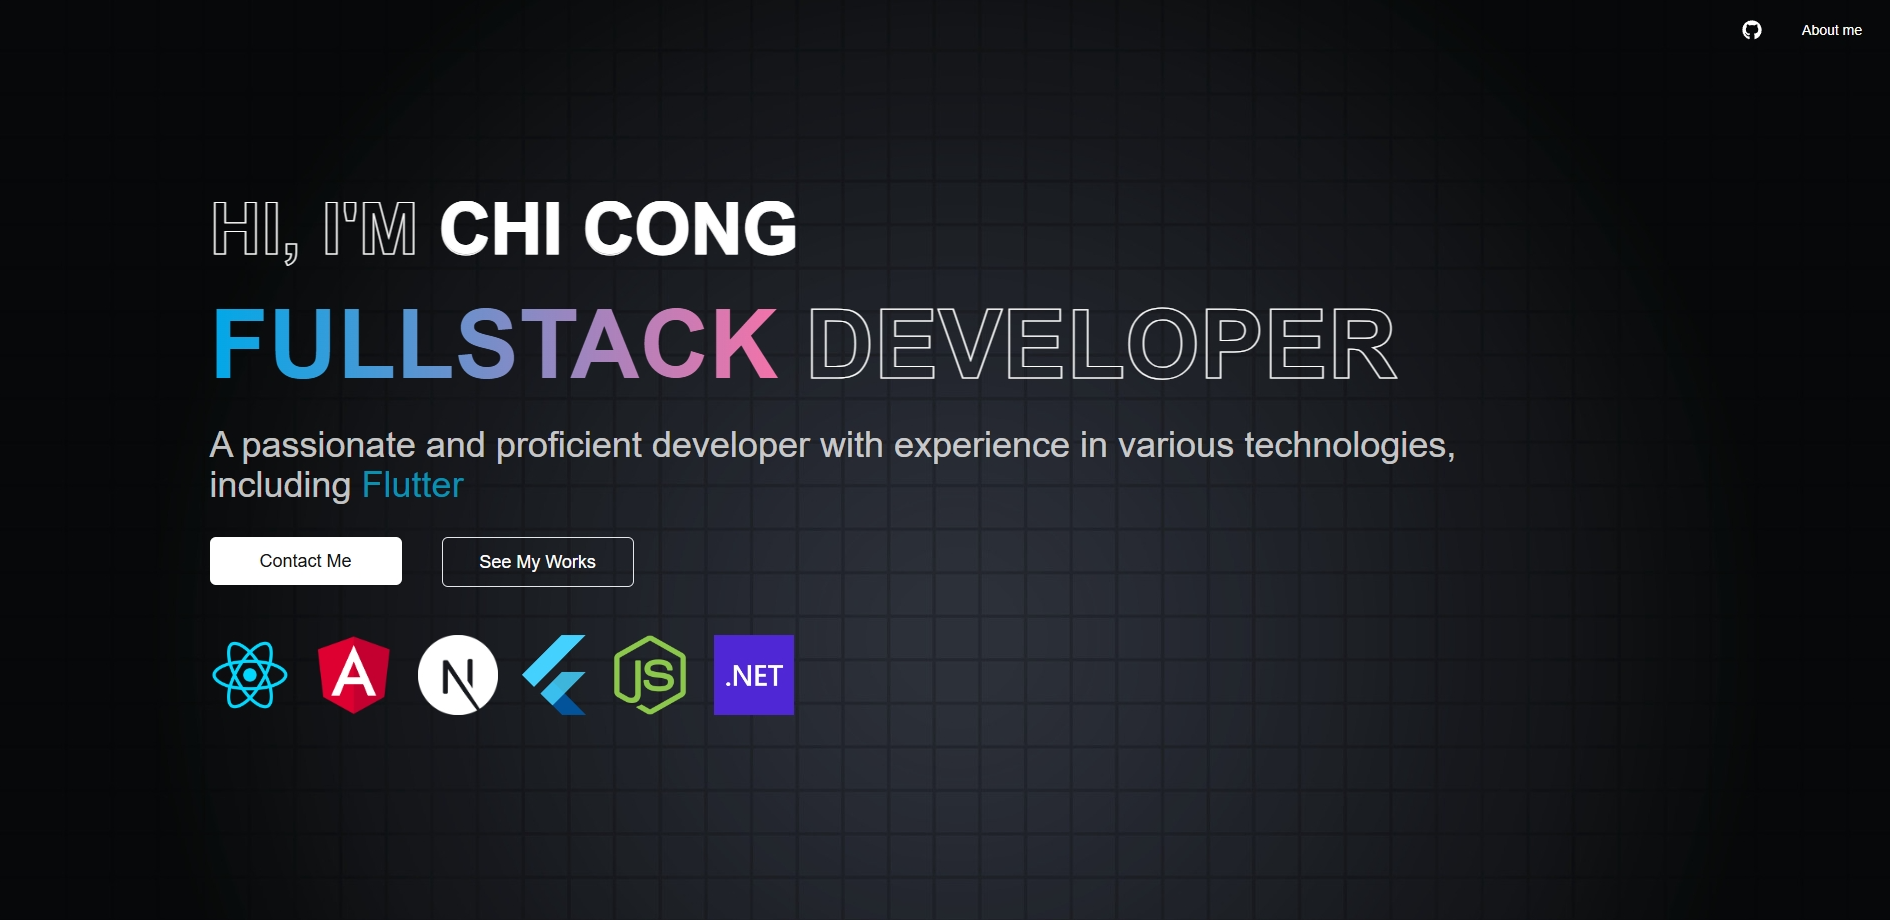 About me
HI, I'M CHI CONG
FULLSTACK DEVELOPER
A passionate and proficient developer with experience in various technologies,
including Flutter
Contact Me
See My Works
A
N
JS
.NET